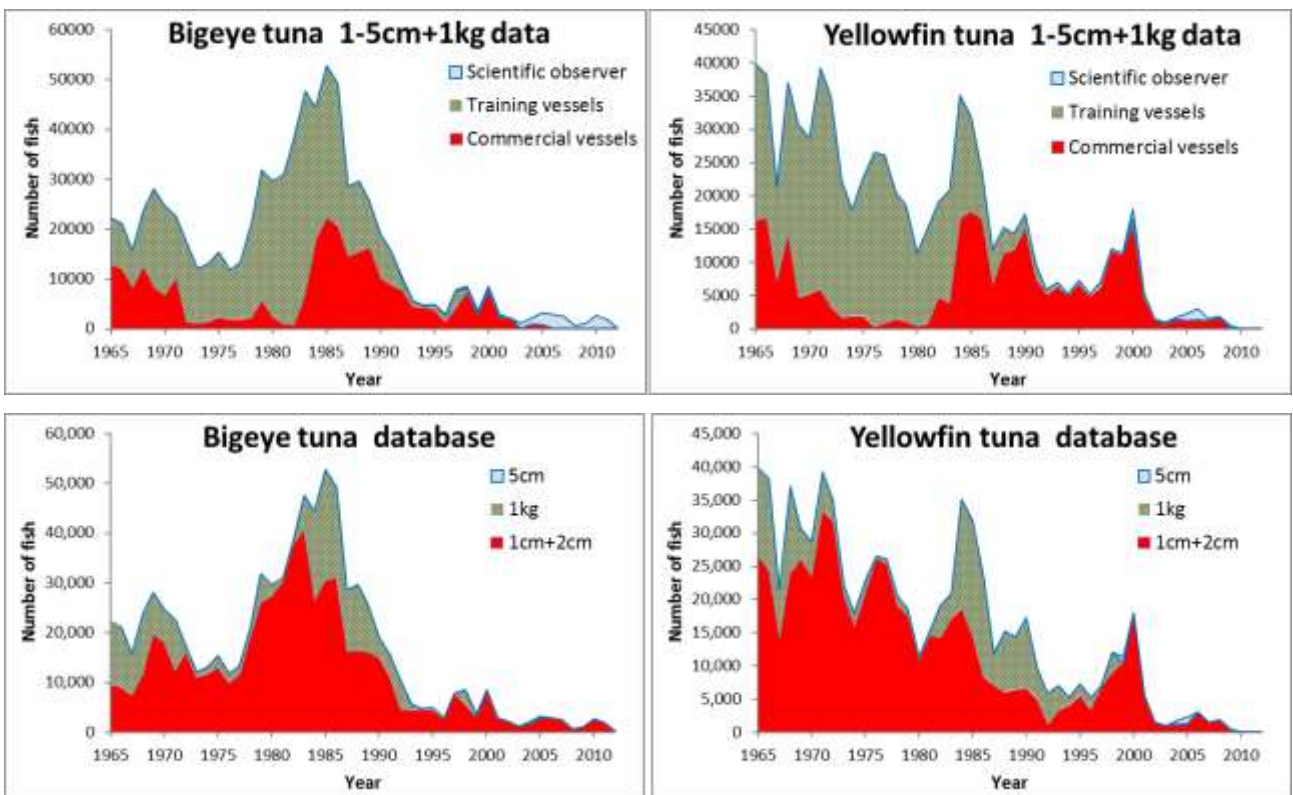 Bigeye tuna 1-5cm+1kg data
60000
50000
40000
30000
20000
10000
0
Number of fish
Scientific observer
Training vessels
Commercial vessels
1965 1970 1975 1980 1985 1990 1995 2000 2005 2010
Year
Yellowfin tuna 1-5cm+1kg data
45000
40000
35000
30000
25000
20000
15000
10000
5000
0
Number of fish
Scientific observer
Training vessels
Commercial vessels
1965 1970 1975 1980 1985 1990 1995 2000 2005 2010
Year
Bigeye tuna database
60,000
50,000
40,000
30,000
20,000
10,000
0
Number of fish
5cm
1kg
1cm+2cm
1965 1970 1975 1980 1985 1990 1995 2000 2005 2010
Year
Yellowfin tuna database
45,000
40,000
35,000
30,000
25,000
20,000
15,000
10,000
5,000
0
Number of fish
5cm
1kg
1cm+2cm
1965 1970 1975 1980 1985 1990 1995 2000 2005 2010
Year